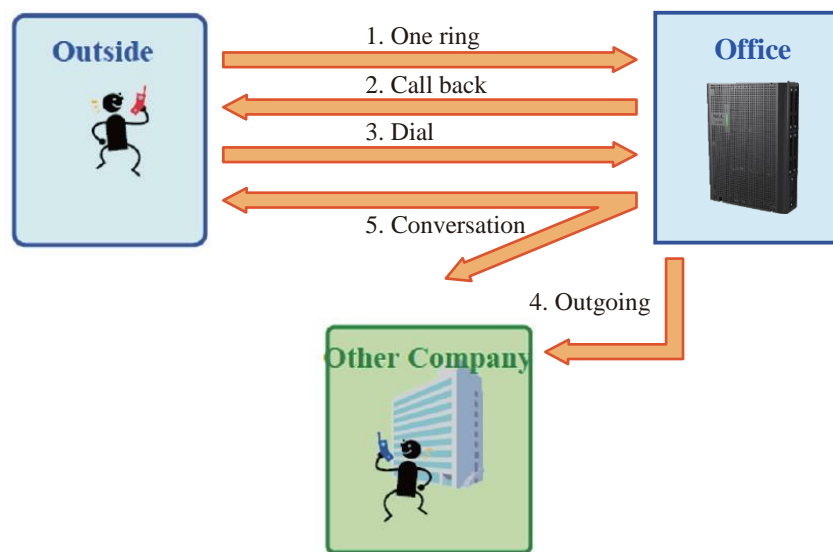 Outside
1. One ring
Office
2. Call back
3. Dial
5. Conversation
4. Outgoing
Other Company